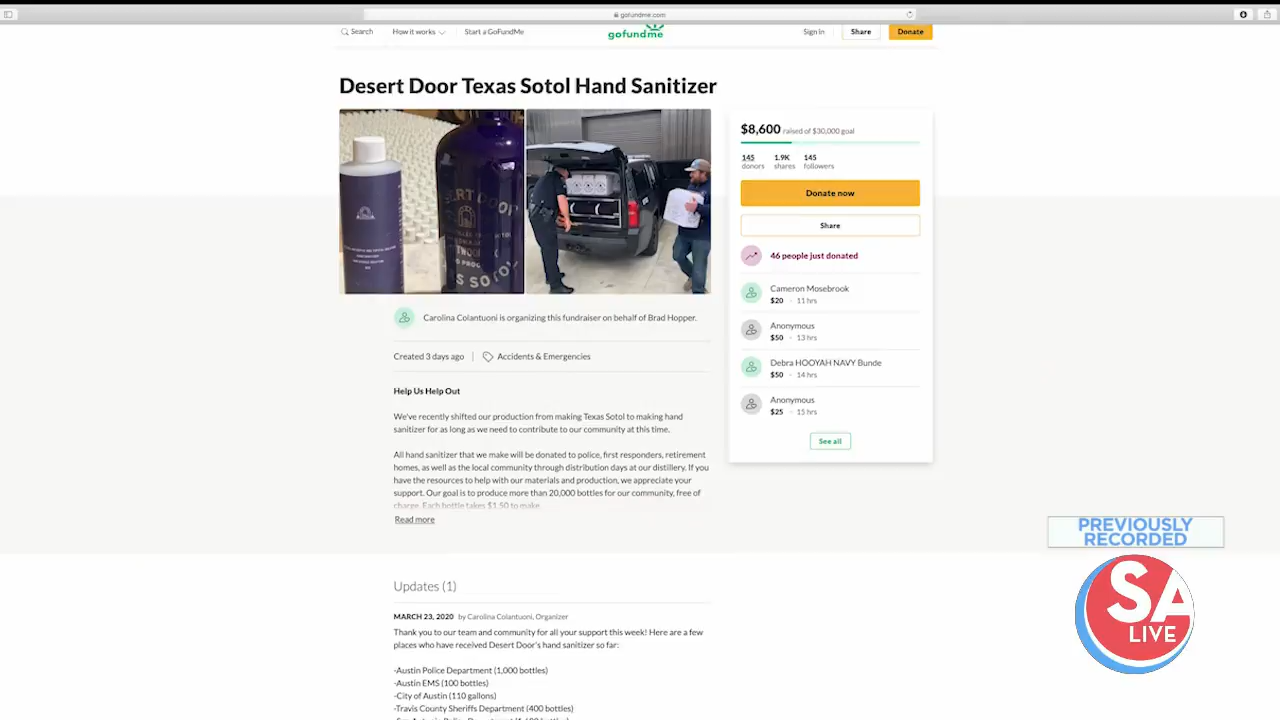 gofundme.com
Search
How it works
Start a GoFundMe
gofundme
Sign In
Share
Donate
Desert Door Texas Sotol Hand Sanitizer
DESERT DOOR
$8,600 raised of $30,000 goal
145 donors
1.9K shares
145 followers
Donate now
Share
46 people just donated
Cameron Mosebrook
$20 · 11 hrs
Anonymous
$50 · 13 hrs
Debra HOOYAH NAVY Bunde
$50 · 14 hrs
Anonymous
$25 · 15 hrs
See all
Carolina Colantuoni is organizing this fundraiser on behalf of Brad Hopper.
Created 3 days ago
Accidents & Emergencies
Help Us Help Out
We've recently shifted our production from making Texas Sotol to making hand
sanitizer for as long as we need to contribute to our community at this time.
All hand sanitizer that we make will be donated to police, first responders, retirement
homes, as well as the local community through distribution days at our distillery. If you
have the resources to help with our materials and production, we appreciate your
support. Our goal is to produce more than 20,000 bottles for our community, free of
charge. Each bottle takes $1.50 to make
Read more
Updates (1)
MARCH 23, 2020 by Carolina Colantuoni, Organizer
Thank you to our team and community for all your support this week! Here are a few
places who have received Desert Door's hand sanitizer so far:
-Austin Police Department (1,000 bottles)
-Austin EMS (100 bottles)
-City of Austin (110 gallons)
-Travis County Sheriffs Department (400 bottles)
PREVIOUSLY
RECORDED
SA
LIVE